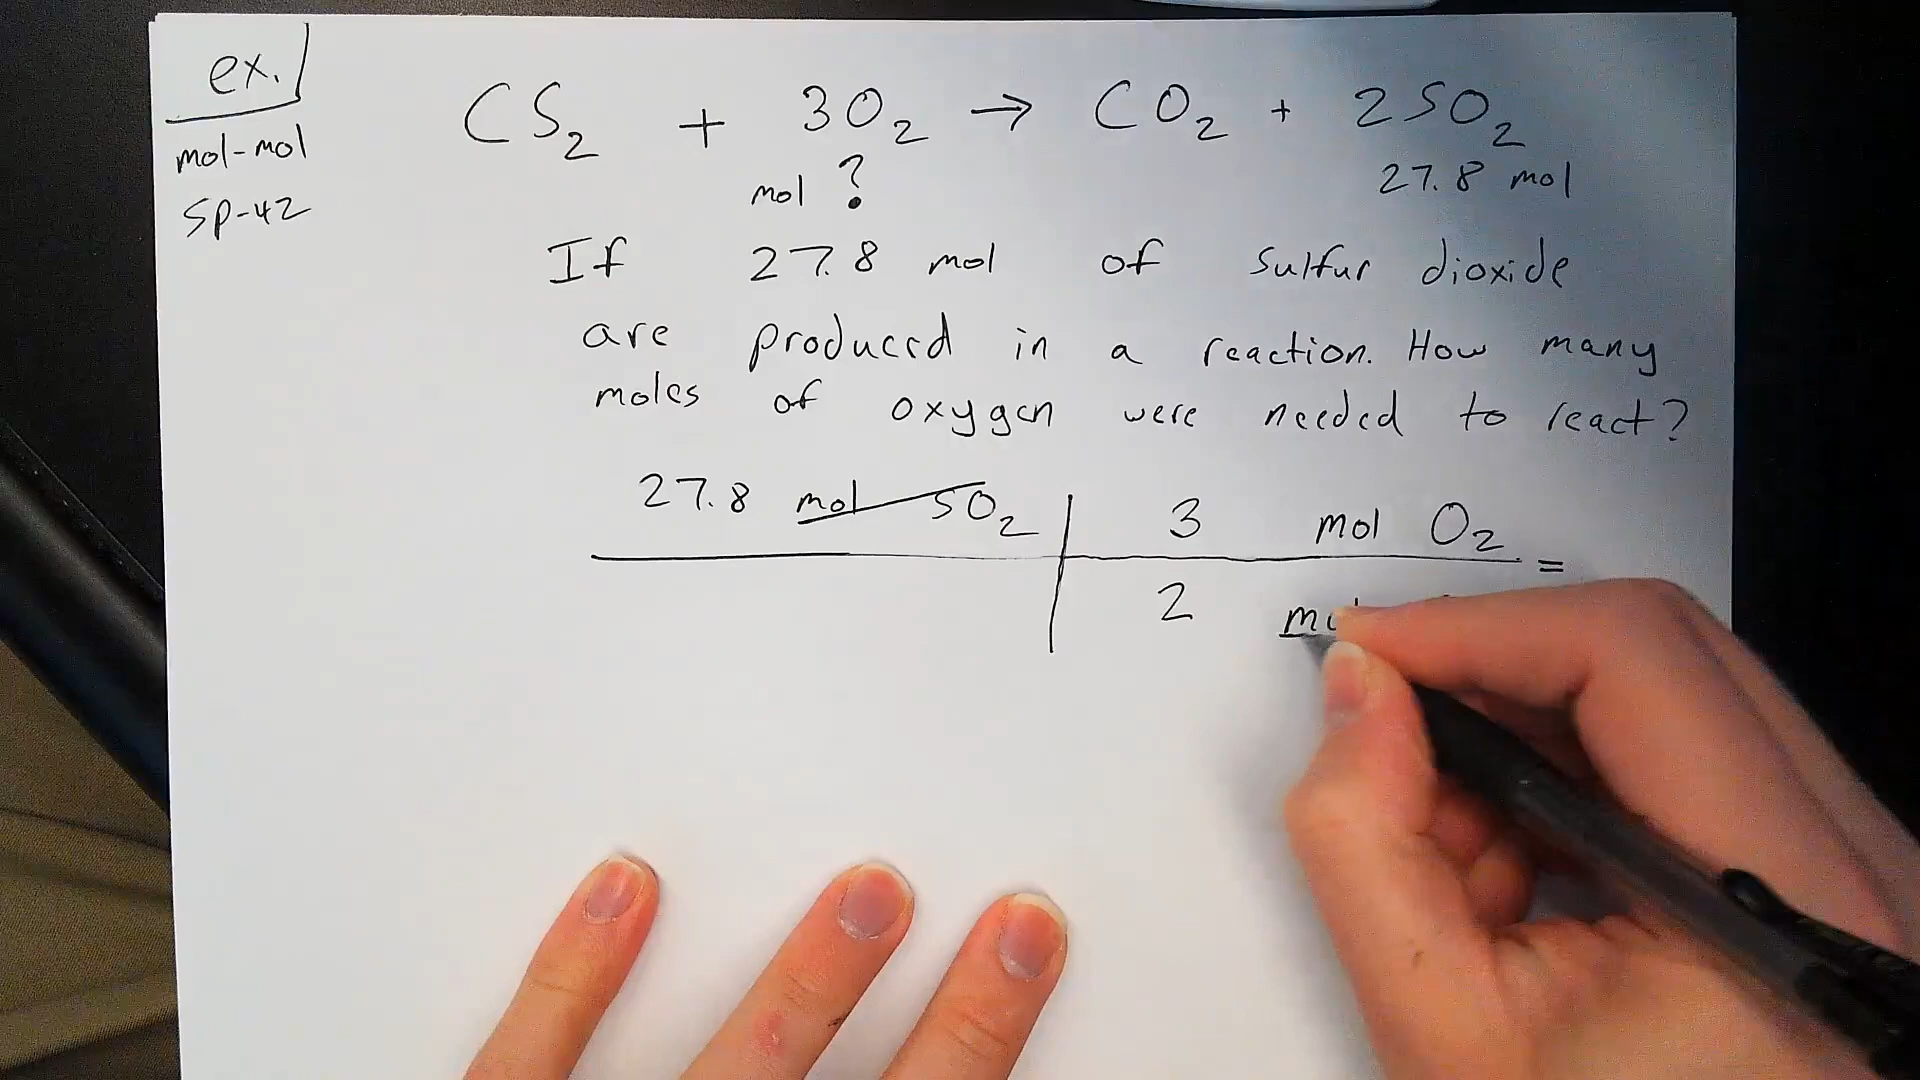 ex.
mol-mol
SP-42
CS₂ + 3O₂ → CO₂ + 2SO₂
mol ? 27.8 mol
If 27.8 mol of sulfur dioxide
are produced in a reaction. How many
moles of oxygen were needed to react?
27.8 mol SO₂ | 3 mol O₂ =
2